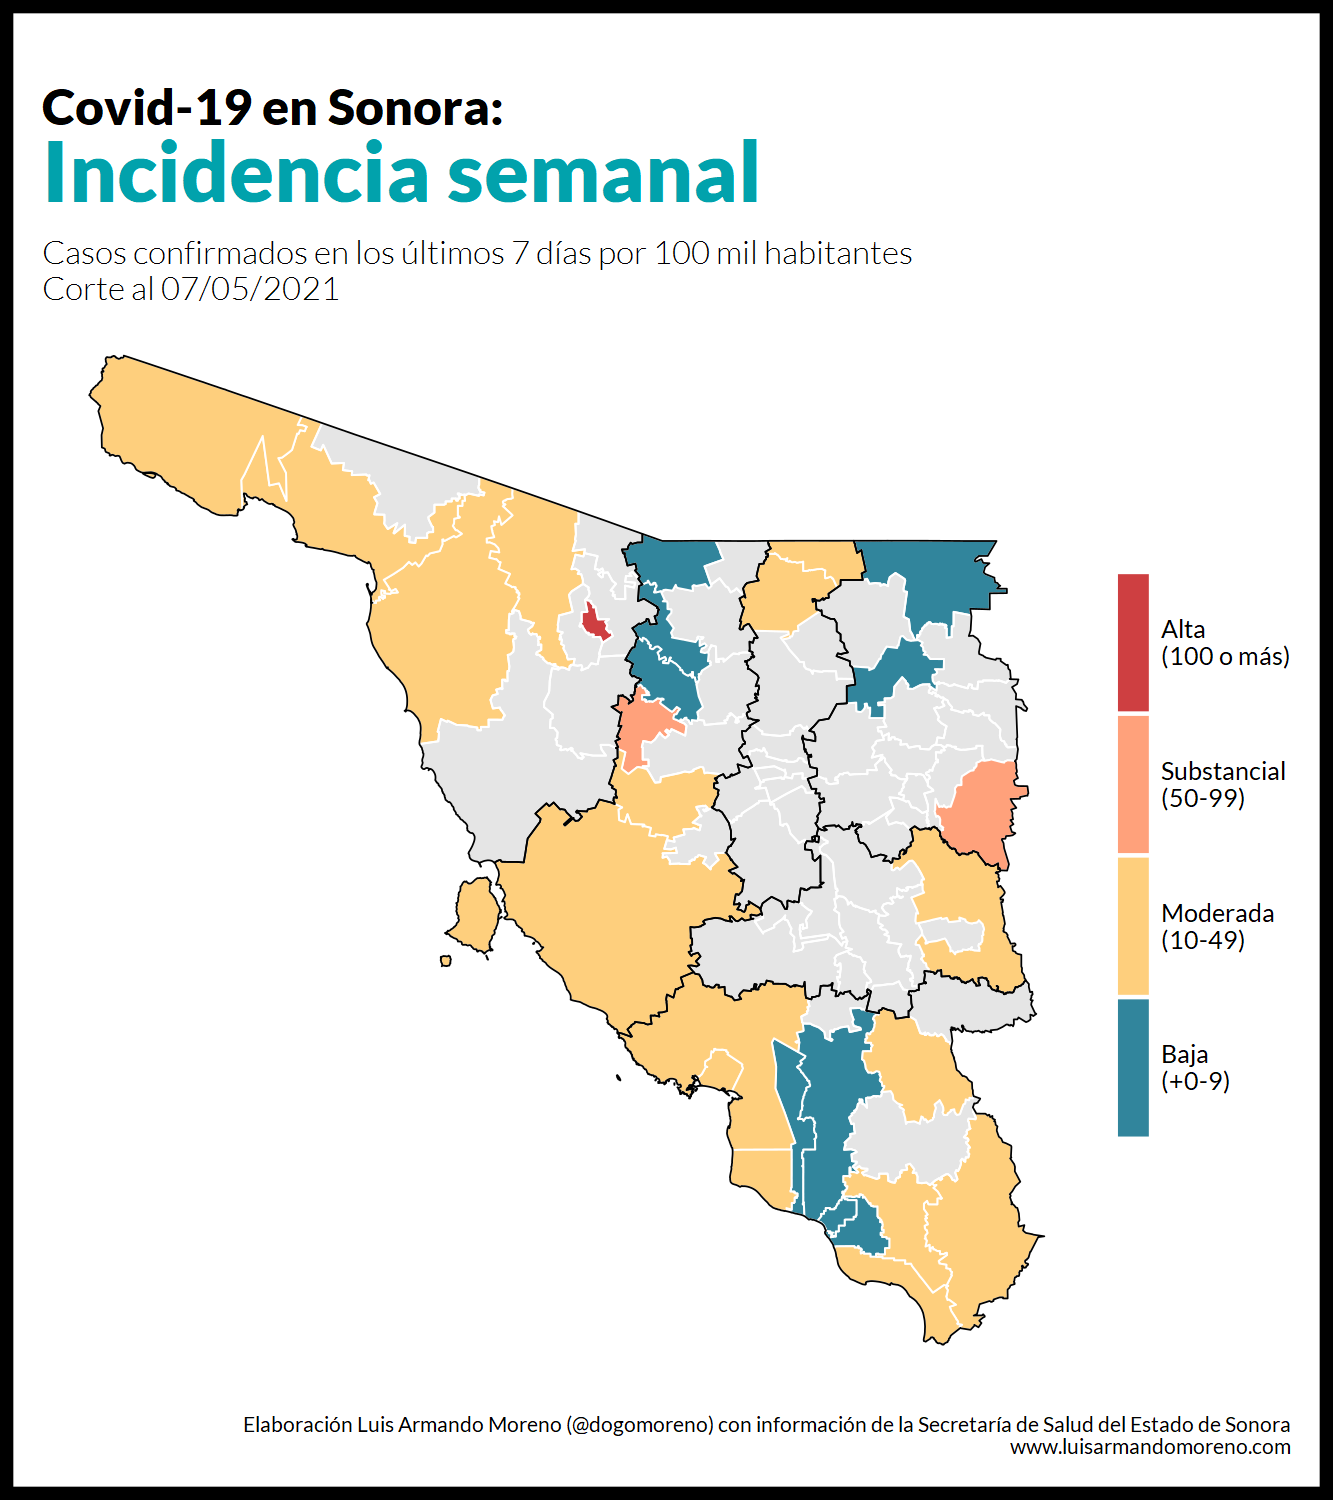 Covid-19 en Sonora:
Incidencia semanal
Casos confirmados en los últimos 7 días por 100 mil habitantes
Corte al 07/05/2021
Alta
(100 o más)
Substancial
(50-99)
Moderada
(10-49)
Baja
(+0-9)
Elaboración Luis Armando Moreno (@dogomoreno) con información de la Secretaría de Salud del Estado de Sonora
www.luisarmandomoreno.com